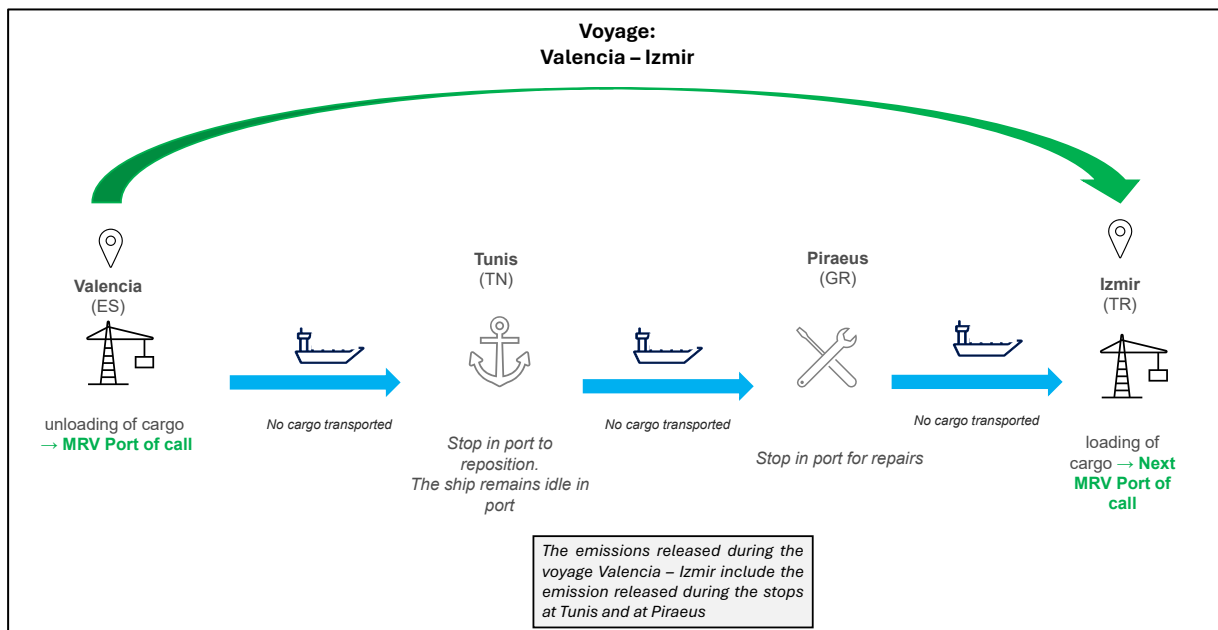 Voyage:
Valencia – Izmir
Valencia
(ES)
unloading of cargo
→ MRV Port of call
No cargo transported
Tunis
(TN)
Stop in port to
reposition.
The ship remains idle in
port
No cargo transported
Piraeus
(GR)
Stop in port for repairs
No cargo transported
Izmir
(TR)
loading of
cargo → Next
MRV Port of
call
The emissions released during the
voyage Valencia – Izmir include the
emission released during the stops
at Tunis and at Piraeus